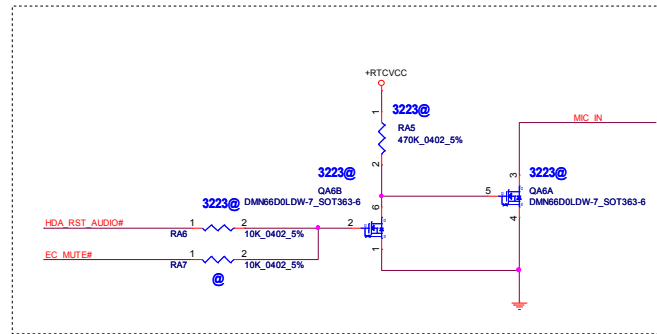 +RTCVCC
1
3223@
RA5
470K_0402_5%
2
MIC_IN
3223@
QA6B
DMN66D0LDW-7_SOT363-6
3
3223@
QA6A
DMN66D0LDW-7_SOT363-6
5
4
6
3223@
HDA_RST_AUDIO#
1
2
RA6
10K_0402_5%
2
1
EC_MUTE#
1
2
RA7
10K_0402_5%
@